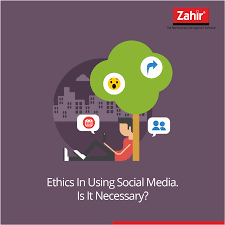 Zahir
Ethics In Using Social Media.
Is It Necessary?